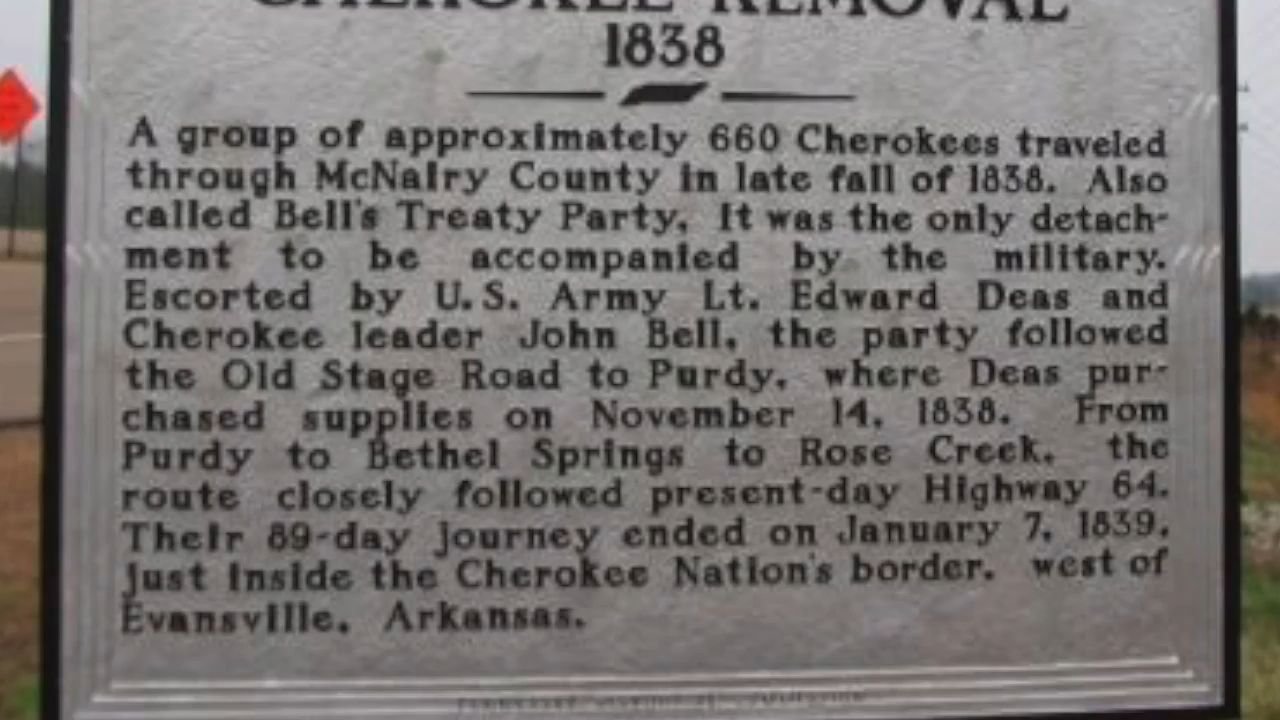 CHEROKEE REMOVAL
1838
A group of approximately 660 Cherokees traveled
through McNairy County in late fall of 1838. Also
called Bell's Treaty Party, it was the only detach-
ment to be accompanied by the military.
Escorted by U.S. Army Lt. Edward Deas and
Cherokee leader John Bell, the party followed
the Old Stage Road to Purdy, where Deas pur-
chased supplies on November 14, 1838. From
Purdy to Bethel Springs to Rose Creek, the
route closely followed present-day Highway 64.
Their 89-day journey ended on January 7, 1839,
just inside the Cherokee Nation's border, west of
Evansville, Arkansas.